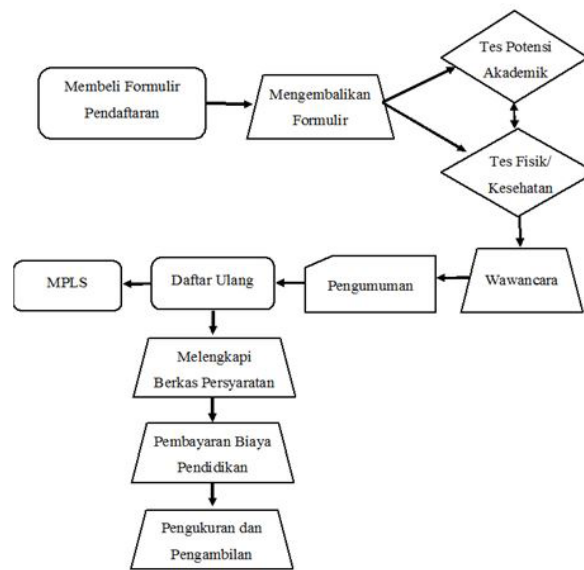 Tes Potensi
Akademik
Membeli Formulir
Pendaftaran
Mengembalikan
Formulir
Tes Fisik/
Kesehatan
MPLS
Daftar Ulang
Pengumuman
Wawancara
Melengkapi
Berkas Persyaratan
Pembayaran Biaya
Pendidikan
Pengukuran dan
Pengambilan